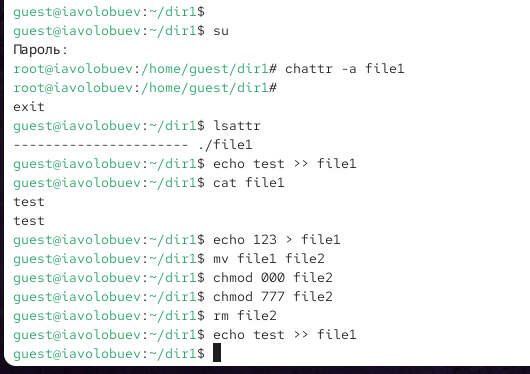 guest@iavolobuev:~/dir1$
guest@iavolobuev:~/dir1$ su
Пароль:
root@iavolobuev:/home/guest/dir1# chattr -a file1
root@iavolobuev:/home/guest/dir1#
exit
guest@iavolobuev:~/dir1$ lsattr
---------------------- ./file1
guest@iavolobuev:~/dir1$ echo test >> file1
guest@iavolobuev:~/dir1$ cat file1
test
test
guest@iavolobuev:~/dir1$ echo 123 > file1
guest@iavolobuev:~/dir1$ mv file1 file2
guest@iavolobuev:~/dir1$ chmod 000 file2
guest@iavolobuev:~/dir1$ chmod 777 file2
guest@iavolobuev:~/dir1$ rm file2
guest@iavolobuev:~/dir1$ echo test >> file1
guest@iavolobuev:~/dir1$